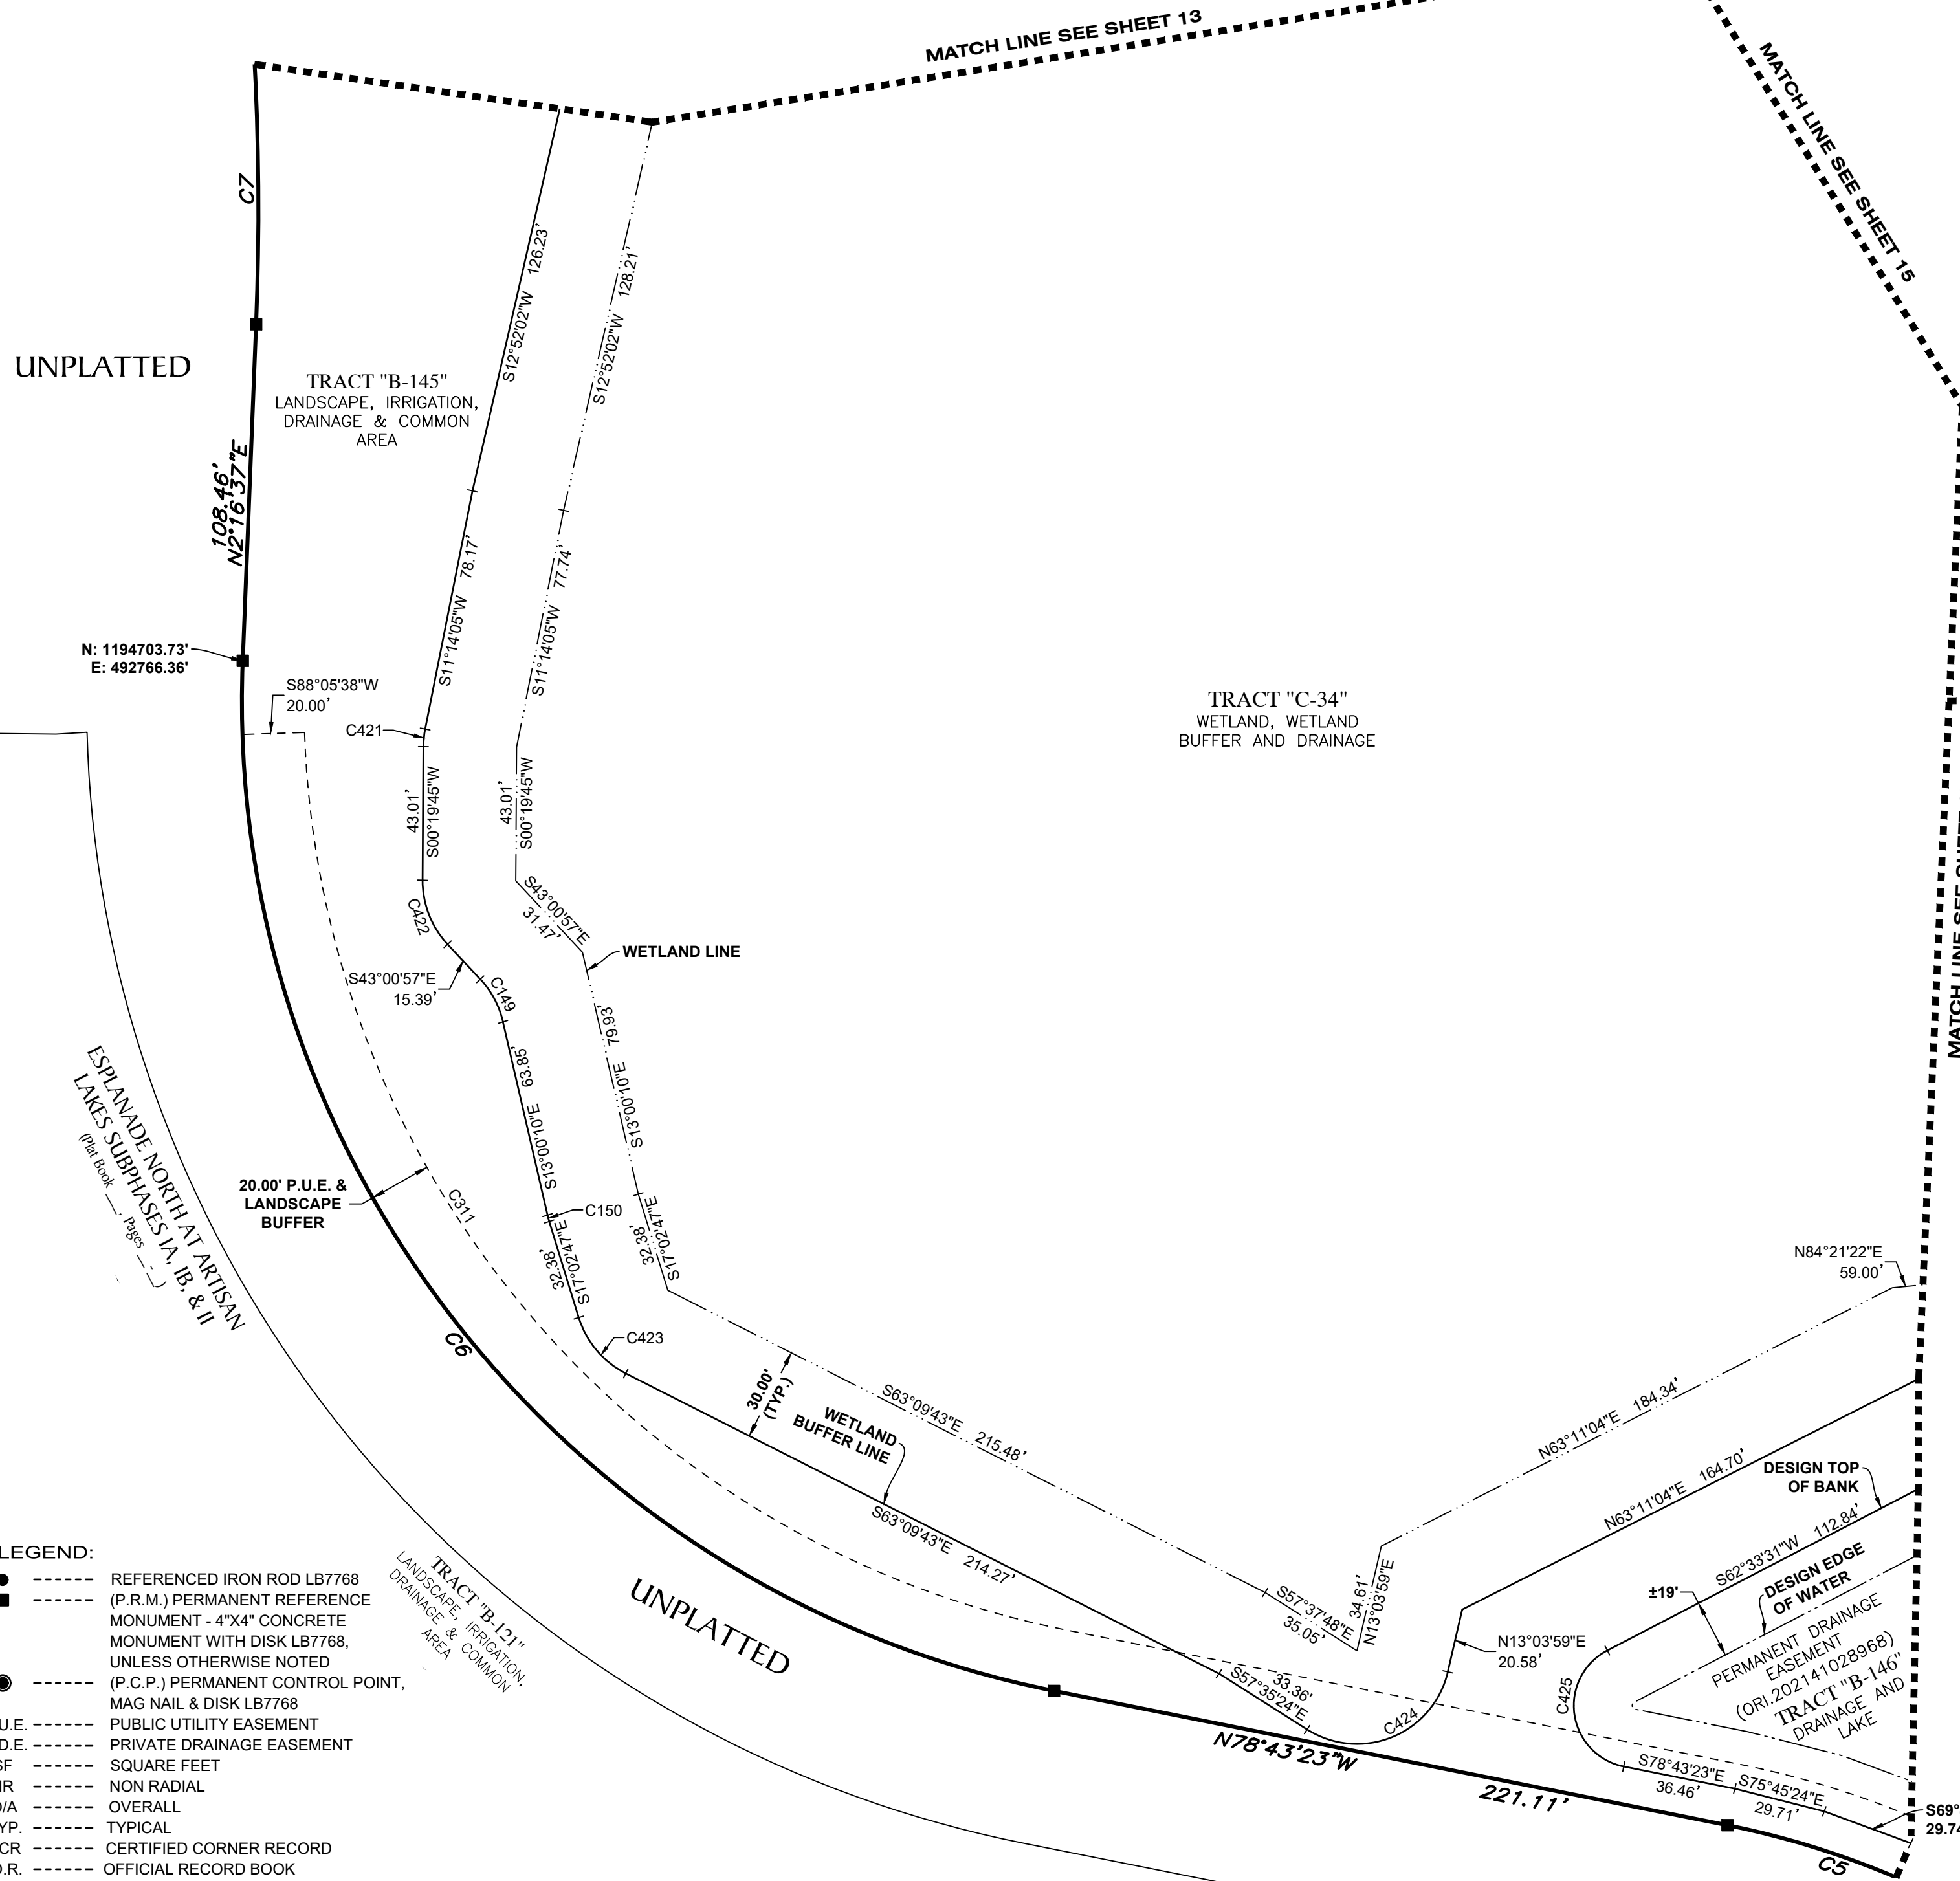 MATCH LINE SEE SHEET 13
MATCH LINE SEE SHEET 15
C7
S12°52'02"W 126.23'
S12°52'02"W 128.21'
UNPLATTED
TRACT "B-145"
LANDSCAPE, IRRIGATION,
DRAINAGE & COMMON
AREA
108.46'
N2°16'37"E
S11°14'05"W 78.17'
S11°14'05"W 77.74'
N: 1194703.73'
E: 492766.36'
S88°05'38"W
20.00'
C421
TRACT "C-34"
WETLAND, WETLAND
BUFFER AND DRAINAGE
43.01'
S00°19'45"W
43.01'
S00°19'45"W
MATCH LINE SEE SHEET
C422
S43°00'57"E
31.47'
WETLAND LINE
S43°00'57"E
15.39'
C149
S13°00'10"E 63.85'
S13°00'10"E 79.93'
ESPLANADE NORTH AT ARTISAN
LAKES SUBPHASES IA, IB, & II
(Plat Book ___, Pages ___-___)
20.00' P.U.E. &
LANDSCAPE
BUFFER
C311
C150
32.38'
S17°02'47"E
32.38'
S17°02'47"E
N84°21'22"E
59.00'
C6
C423
30.00'
(TYP.)
WETLAND
BUFFER LINE
S63°09'43"E 215.48'
S63°09'43"E 214.27'
N63°11'04"E 184.34'
N63°11'04"E 164.70'
DESIGN TOP
OF BANK
S62°33'31"W 112.84'
DESIGN EDGE
OF WATER
±19'
S57°37'48"E
35.05'
34.61'
N13°03'59"E
N13°03'59"E
20.58'
33.36'
S57°35'24"E
C424
C425
PERMANENT DRAINAGE
EASEMENT
(ORI.202141028968)
TRACT "B-146"
DRAINAGE AND
LAKE
UNPLATTED
TRACT "B-121"
LANDSCAPE, IRRIGATION,
DRAINAGE & COMMON
AREA
N78°43'23"W
221.11'
S78°43'23"E
36.46'
S75°45'24"E
29.71'
S69°
29.74
C5
LEGEND:
------ REFERENCED IRON ROD LB7768
------ (P.R.M.) PERMANENT REFERENCE
MONUMENT - 4"X4" CONCRETE
MONUMENT WITH DISK LB7768,
UNLESS OTHERWISE NOTED
------ (P.C.P.) PERMANENT CONTROL POINT,
MAG NAIL & DISK LB7768
U.E. ------ PUBLIC UTILITY EASEMENT
D.E. ------ PRIVATE DRAINAGE EASEMENT
SF ------ SQUARE FEET
NR ------ NON RADIAL
O/A ------ OVERALL
YP. ------ TYPICAL
CR ------ CERTIFIED CORNER RECORD
O.R. ------ OFFICIAL RECORD BOOK